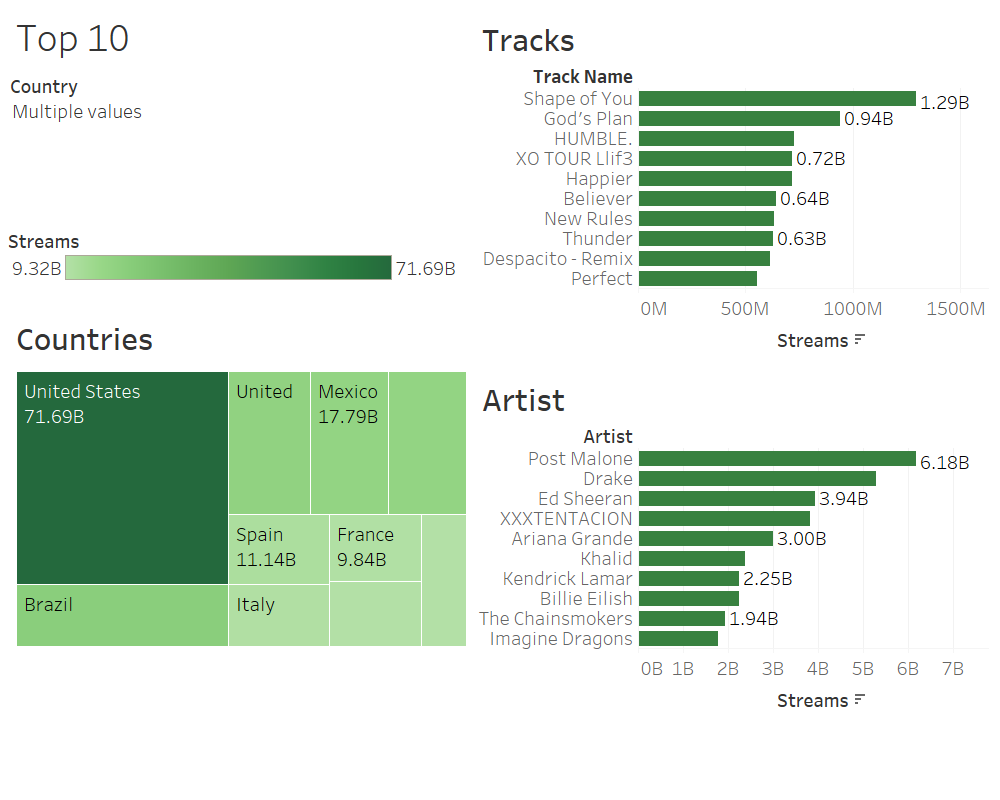 Top 10
Country
Multiple values
Streams
9.32B 71.69B
Countries
United States
71.69B
United
Mexico
17.79B
Spain
11.14B
France
9.84B
Brazil
Italy
Tracks
Track Name
Shape of You 1.29B
God's Plan 0.94B
HUMBLE.
XO TOUR Llif3 0.72B
Happier
Believer 0.64B
New Rules
Thunder 0.63B
Despacito - Remix
Perfect
0M 500M 1000M 1500M
Streams
Artist
Artist
Post Malone 6.18B
Drake
Ed Sheeran 3.94B
XXXTENTACION
Ariana Grande 3.00B
Khalid
Kendrick Lamar 2.25B
Billie Eilish
The Chainsmokers 1.94B
Imagine Dragons
0B 1B 2B 3B 4B 5B 6B 7B
Streams